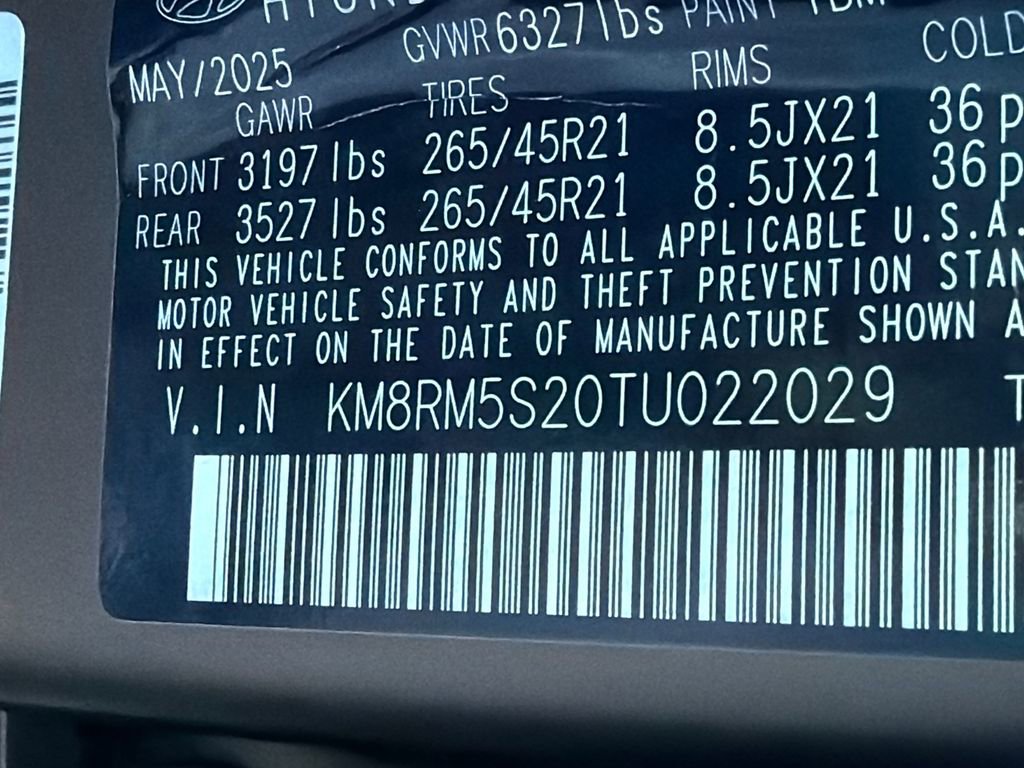 GVWR 6327 lbs PAINT
MAY/2025
GAWR TIRES RIMS COLD
FRONT 3197 lbs 265/45R21 8.5JX21 36 p
REAR 3527 lbs 265/45R21 8.5JX21 36 p
THIS VEHICLE CONFORMS TO ALL APPLICABLE U.S.A.
MOTOR VEHICLE SAFETY AND THEFT PREVENTION STAN
IN EFFECT ON THE DATE OF MANUFACTURE SHOWN A
V.I.N KM8RM5S20TU022029 T